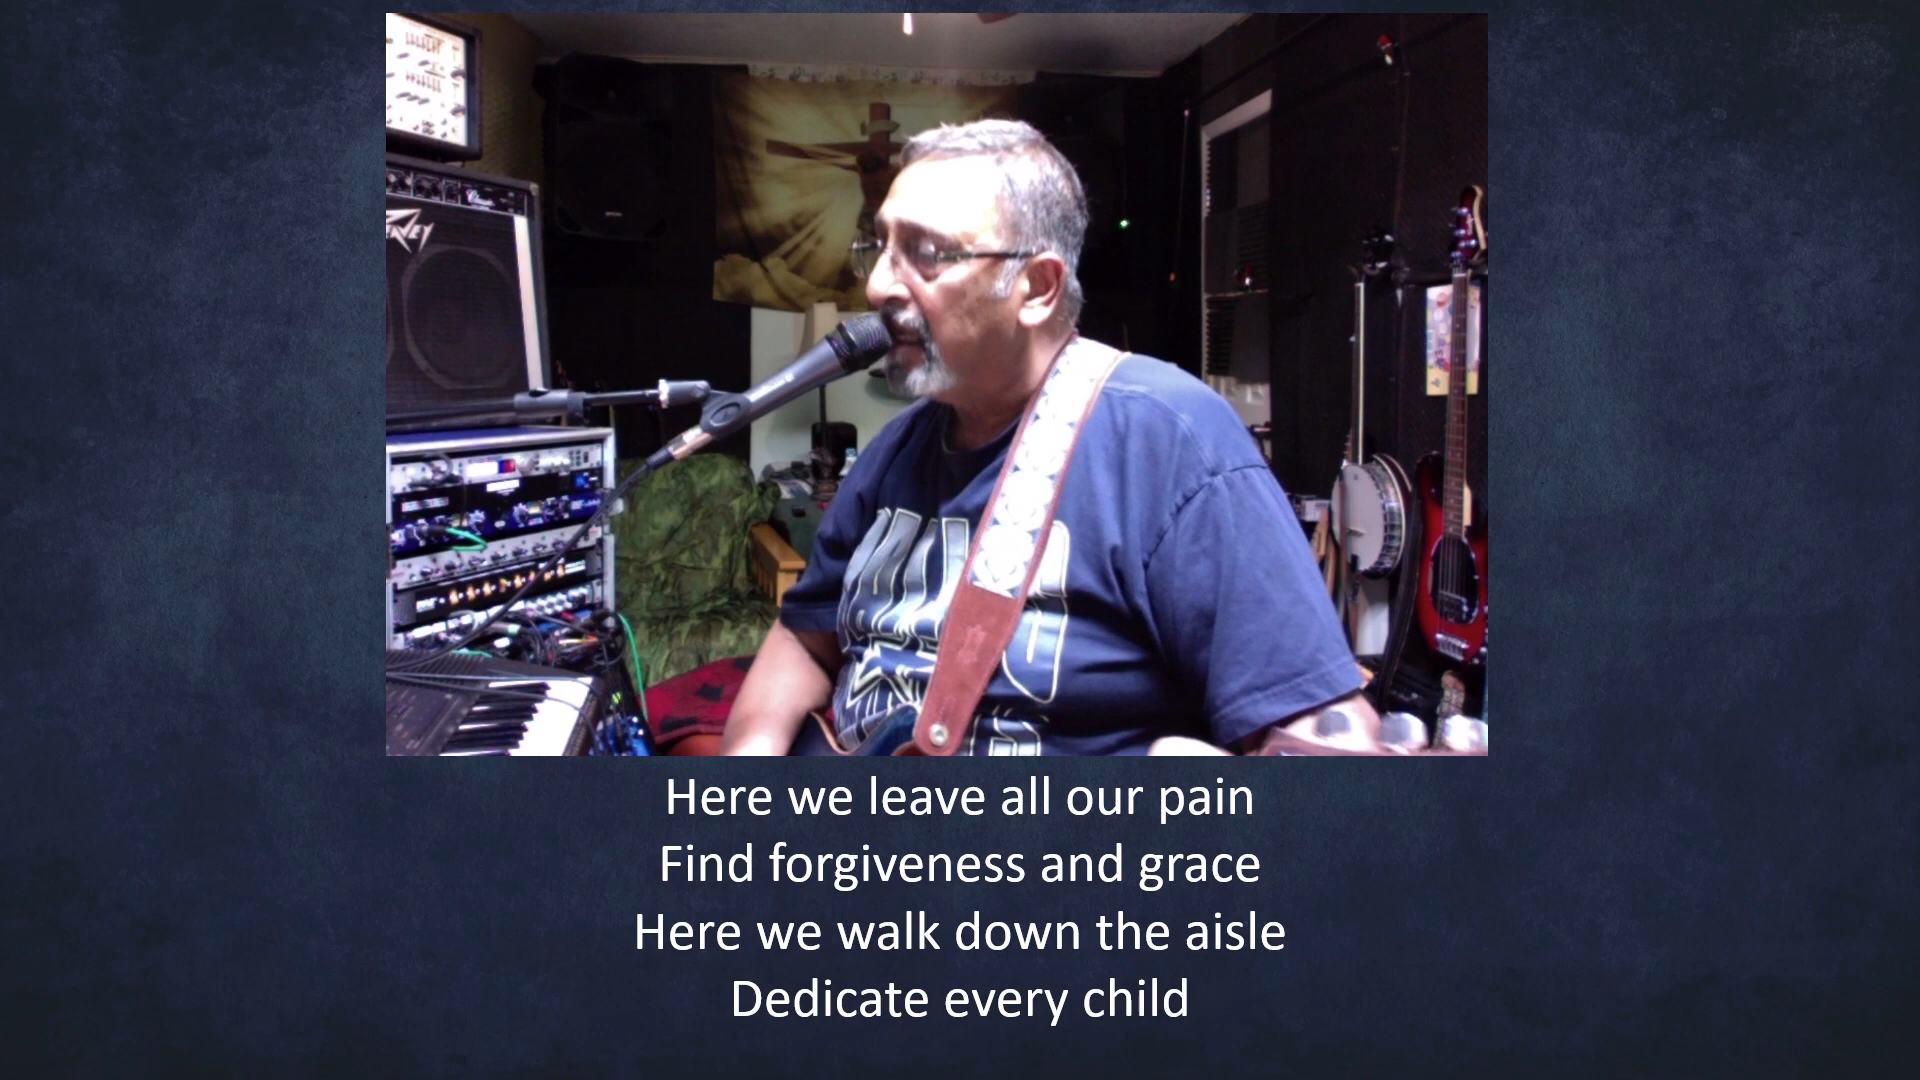 Classic
Here we leave all our pain
Find forgiveness and grace
Here we walk down the aisle
Dedicate every child